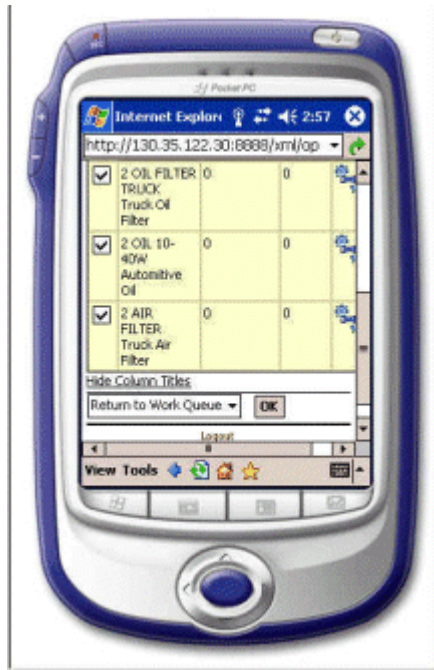 Pocket PC
Internet Explor 2:57
http://130.35.122.30:8888/xml/op
2 OIL FILTER 0 0
TRUCK
Truck Oil
Filter
2 OIL 10- 0 0
40W
Automitive
Oil
2 AIR 0 0
FILTER
Truck Air
Filter
Hide Column Titles
Return to Work Queue OK
Logout
View Tools